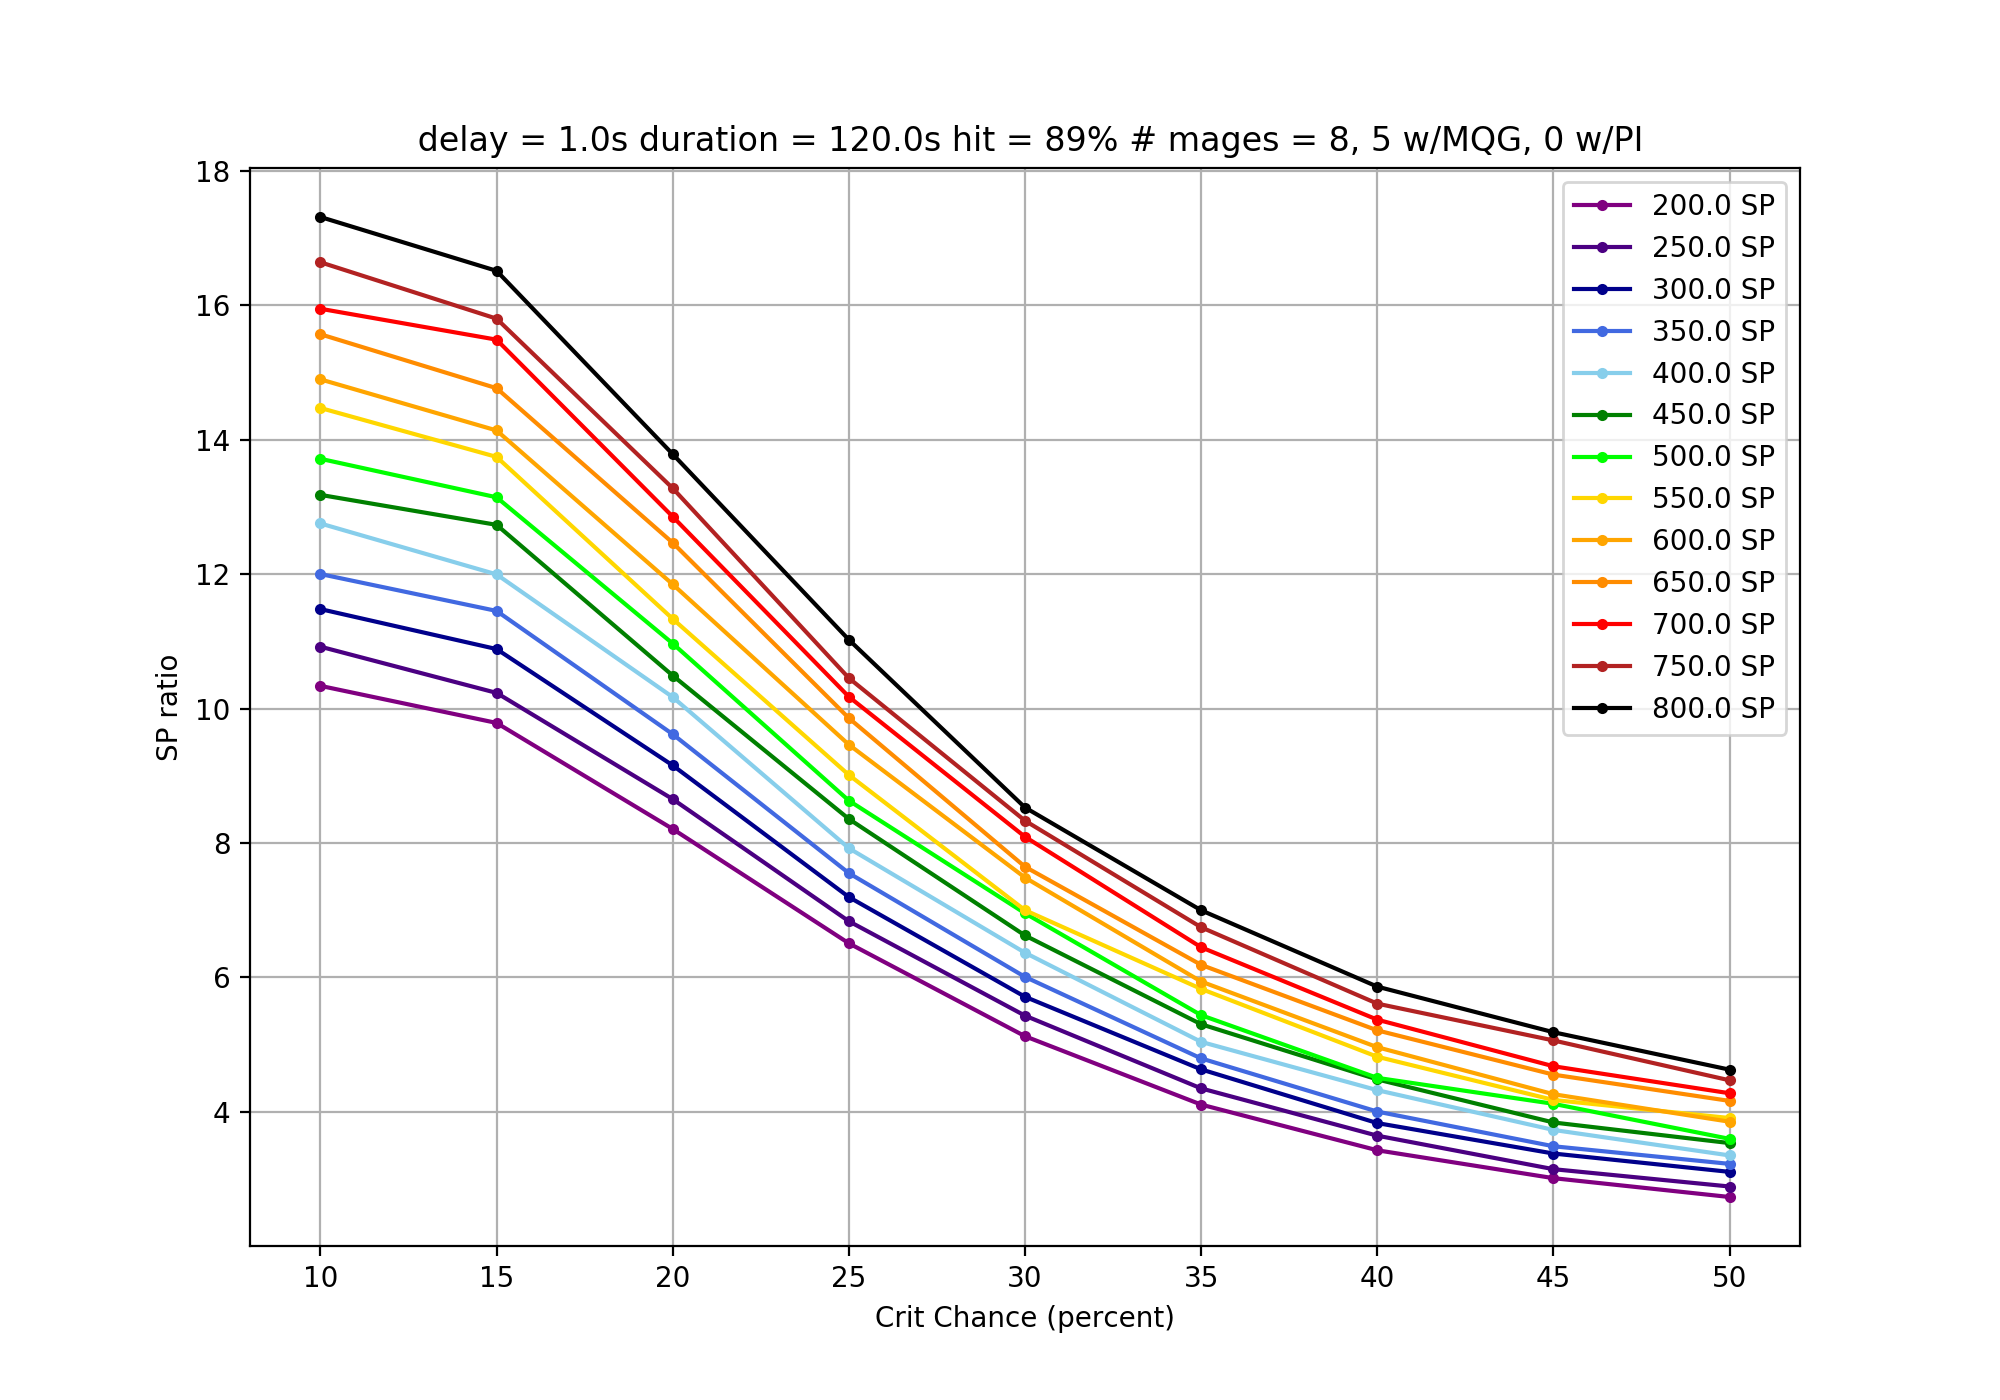 delay = 1.0s duration = 120.0s hit = 89% # mages = 8, 5 w/MQG, 0 w/PI
18
16
14
12
10
8
6
4
SP ratio
200.0 SP
250.0 SP
300.0 SP
350.0 SP
400.0 SP
450.0 SP
500.0 SP
550.0 SP
600.0 SP
650.0 SP
700.0 SP
750.0 SP
800.0 SP
10 15 20 25 30 35 40 45 50
Crit Chance (percent)